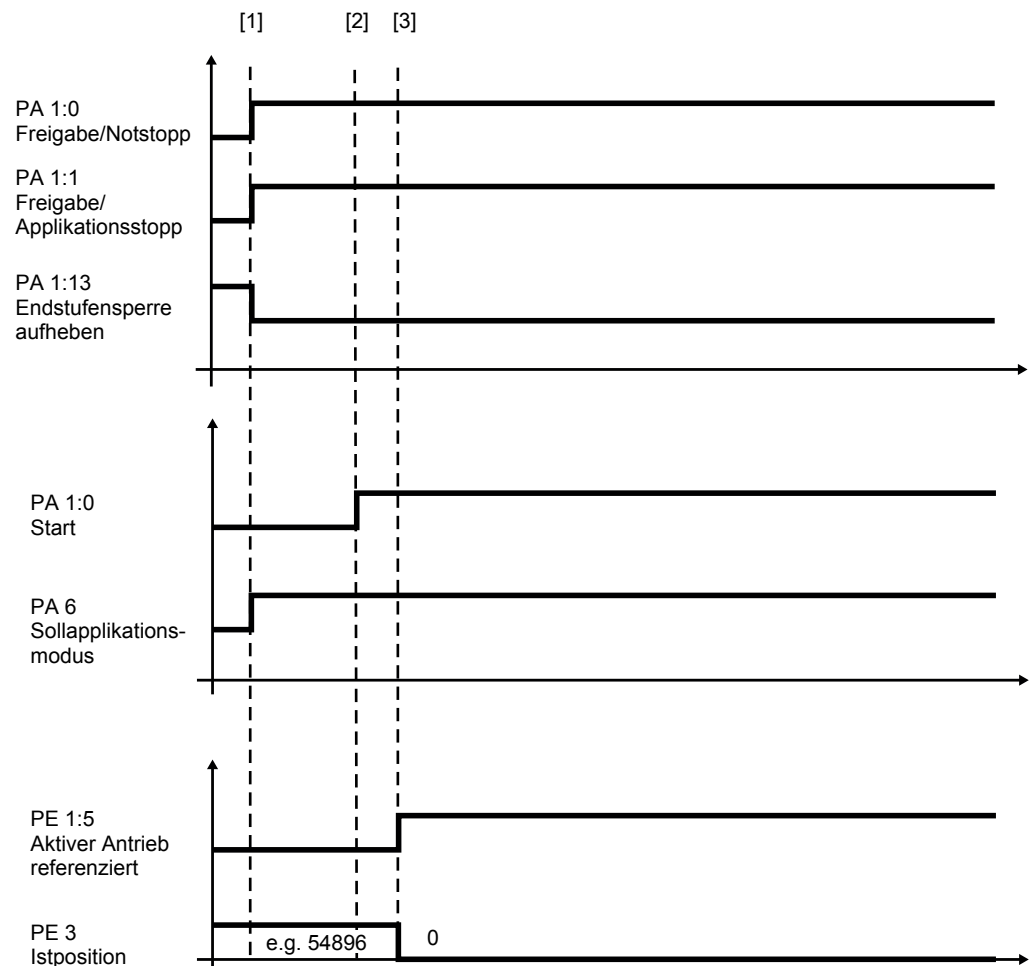 [1] [2] [3]
PA 1:0
Freigabe/Notstopp
PA 1:1
Freigabe/
Applikationsstopp
PA 1:13
Endstufensperre
aufheben
PA 1:0
Start
PA 6
Sollapplikations-
modus
PE 1:5
Aktiver Antrieb
referenziert
PE 3
Istposition
e.g. 54896 0